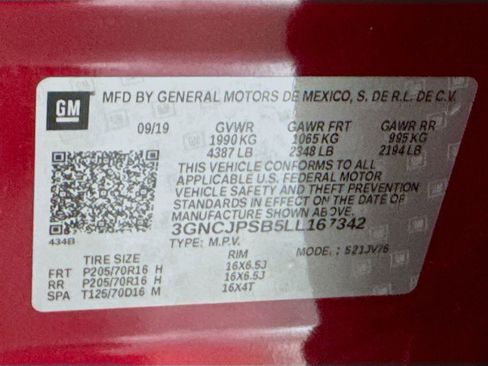 GM MFD BY GENERAL MOTORS DE MEXICO, S. DE R.L. DE C.V.
09/19 GVWR GAWR FRT GAWR RR
1990 KG 1065 KG 995 KG
4387 LB 2348 LB 2194 LB
THIS VEHICLE CONFORMS TO ALL
APPLICABLE U.S. FEDERAL MOTOR
VEHICLE SAFETY AND THEFT PREVENTION
STANDARDS IN EFFECT ON THE DATE OF
MANUFACTURE SHOWN ABOVE.
434B 3GNCJPSB5LL167342
TYPE: M.P.V. MODEL: 521JV76
TIRE SIZE RIM
FRT P205/70R16 H 16X6.5J
RR P205/70R16 H 16X6.5J
SPA T125/70D16 M 16X4T